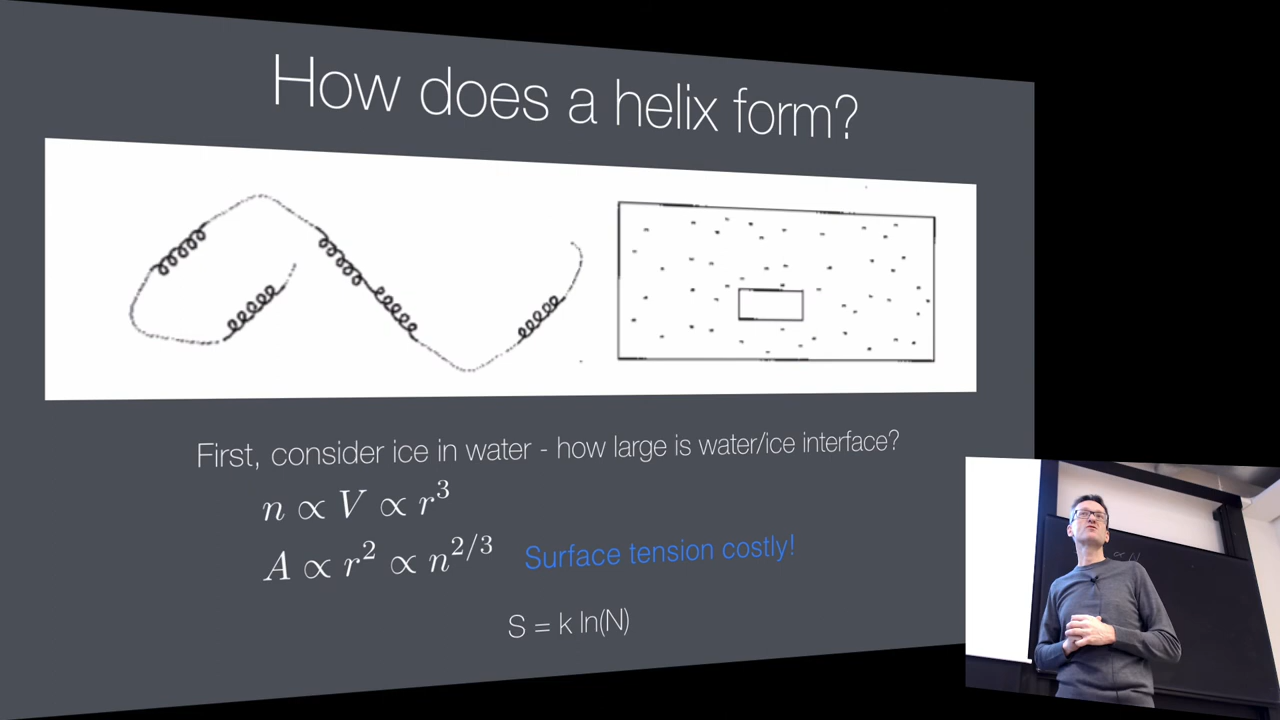 How does a helix form?
First, consider ice in water - how large is water/ice interface?
n ∝ V ∝ r³
A ∝ r² ∝ n^{2/3} Surface tension costly!
S = k ln(N)
∝ N